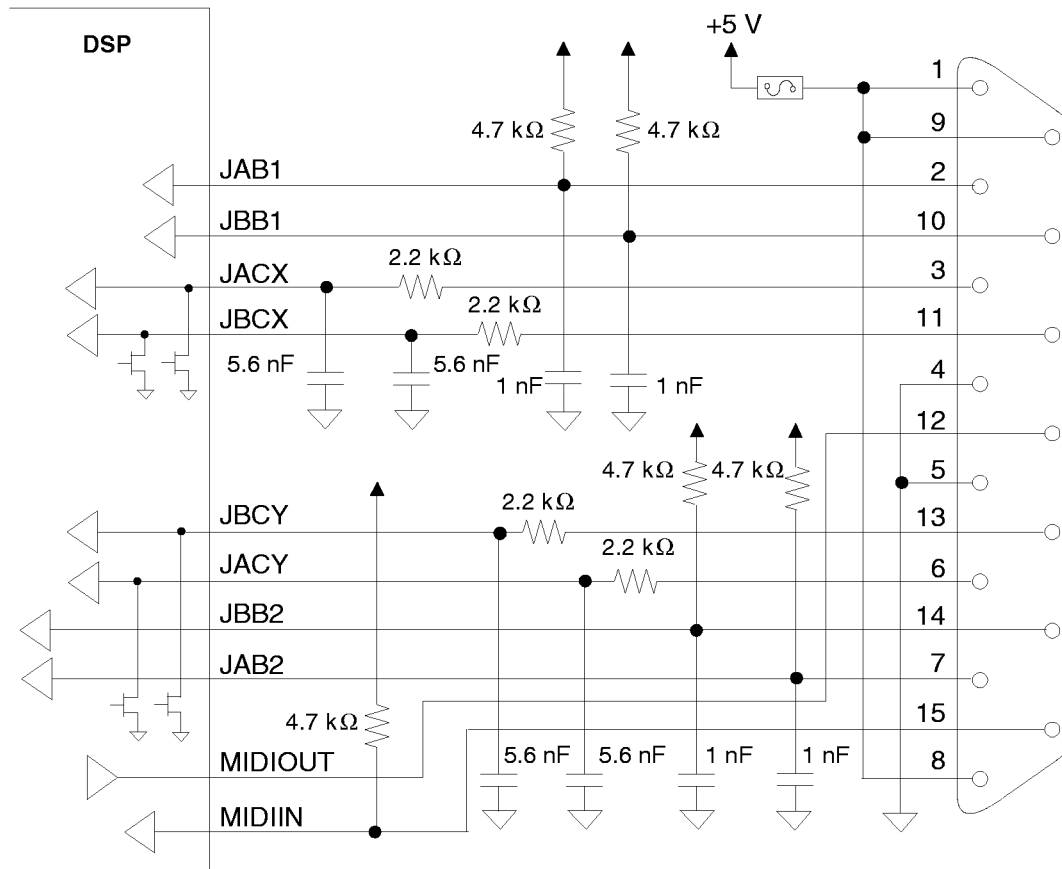 DSP
+5 V
1
4.7 kΩ
4.7 kΩ
9
JAB1
2
JBB1
10
2.2 kΩ
JACX
3
2.2 kΩ
JBCX
11
5.6 nF
5.6 nF
1 nF
1 nF
4
12
4.7 kΩ
4.7 kΩ
5
2.2 kΩ
JBCY
13
2.2 kΩ
JACY
6
JBB2
14
JAB2
7
4.7 kΩ
15
MIDIOUT
5.6 nF
5.6 nF
1 nF
1 nF
8
MIDIIN